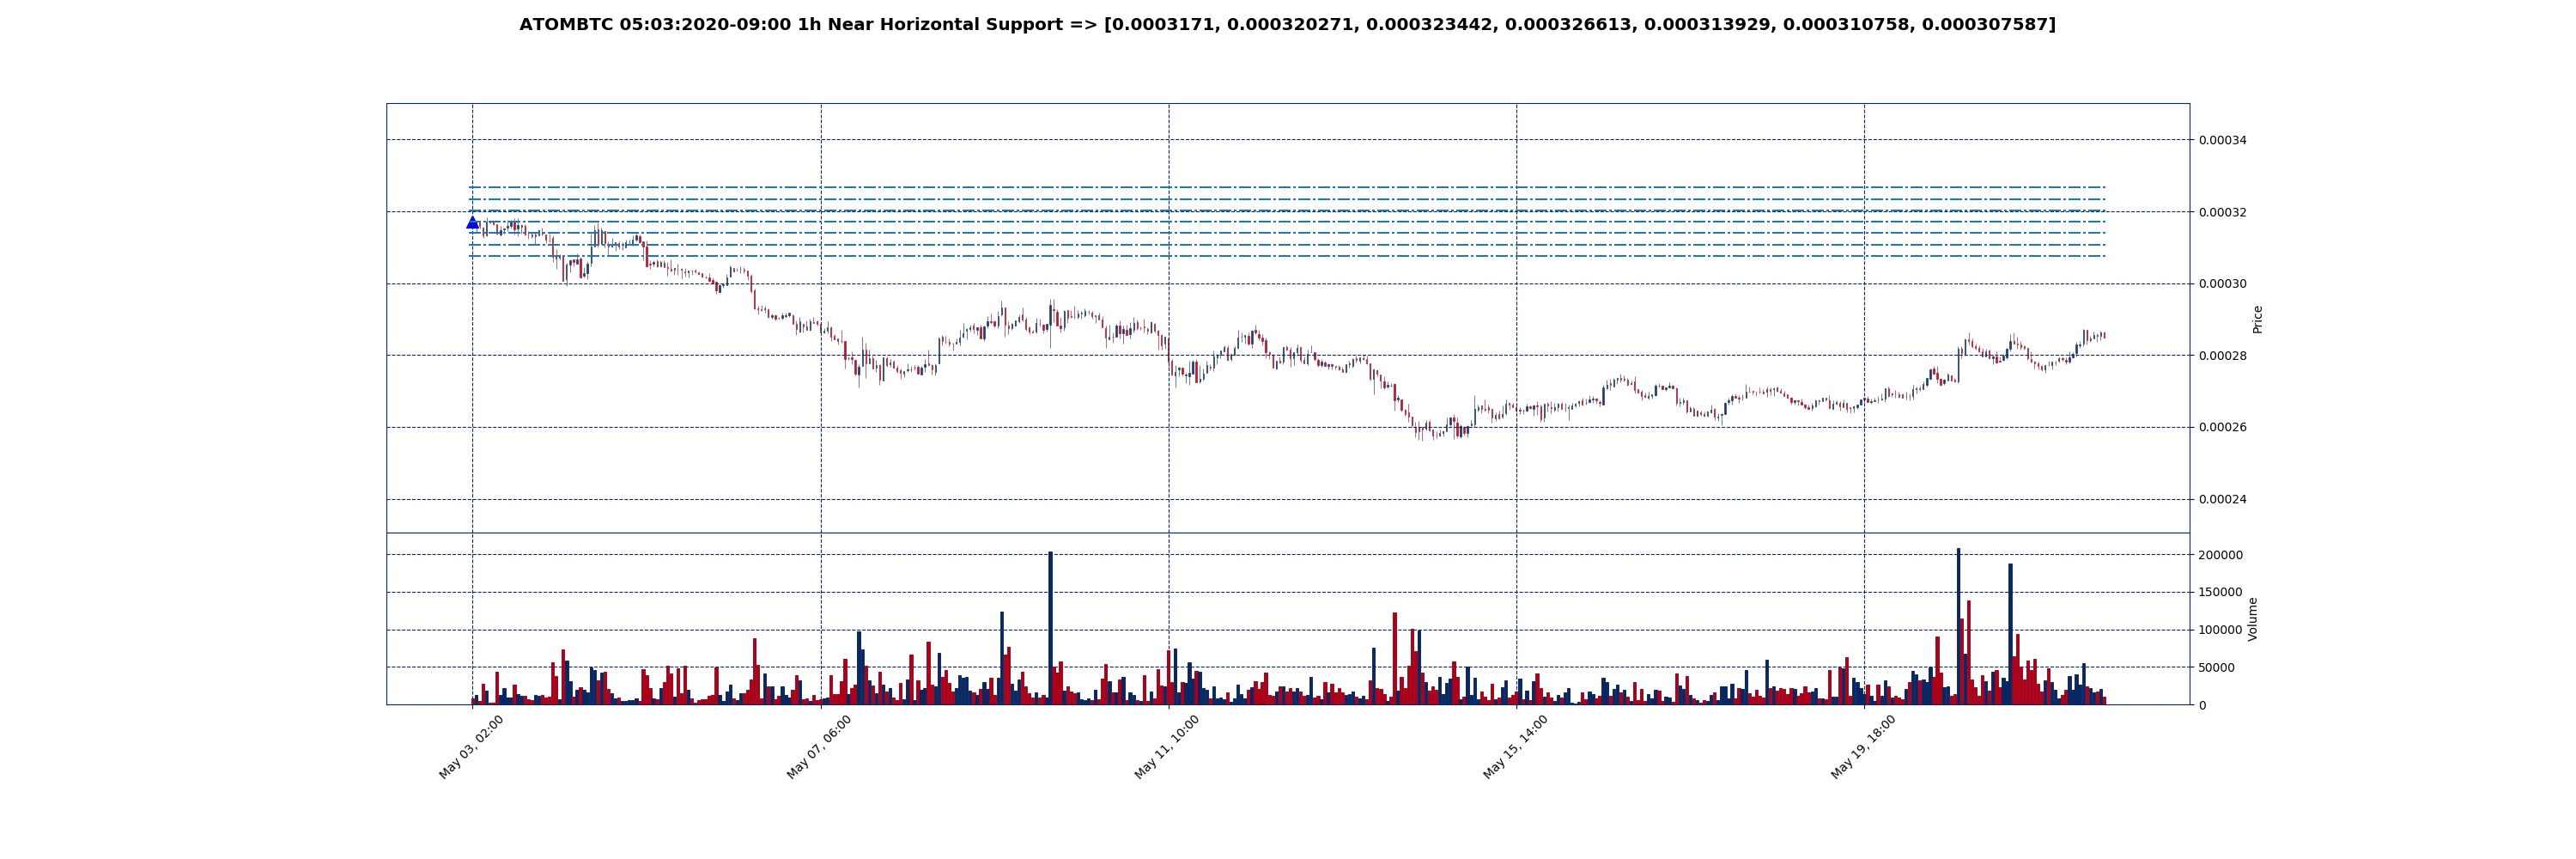 ATOMBTC 05:03:2020-09:00 1h Near Horizontal Support => [0.0003171, 0.000320271, 0.000323442, 0.000326613, 0.000313929, 0.000310758, 0.000307587]
0.00034
0.00032
0.00030
0.00028
0.00026
0.00024
Price
200000
150000
100000
50000
0
Volume
May 03, 02:00
May 07, 06:00
May 11, 10:00
May 15, 14:00
May 19, 18:00